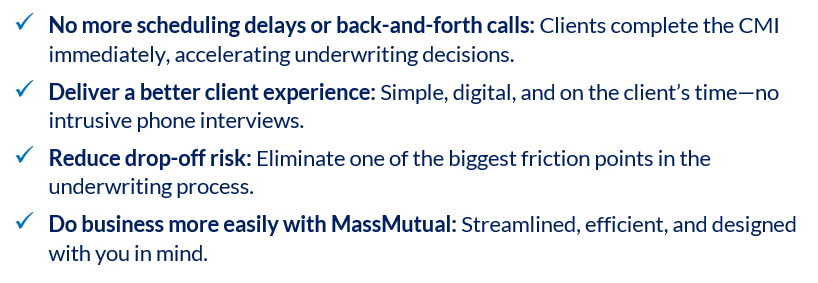 ✓ No more scheduling delays or back-and-forth calls: Clients complete the CMI
immediately, accelerating underwriting decisions.
✓ Deliver a better client experience: Simple, digital, and on the client’s time—no
intrusive phone interviews.
✓ Reduce drop-off risk: Eliminate one of the biggest friction points in the
underwriting process.
✓ Do business more easily with MassMutual: Streamlined, efficient, and designed
with you in mind.